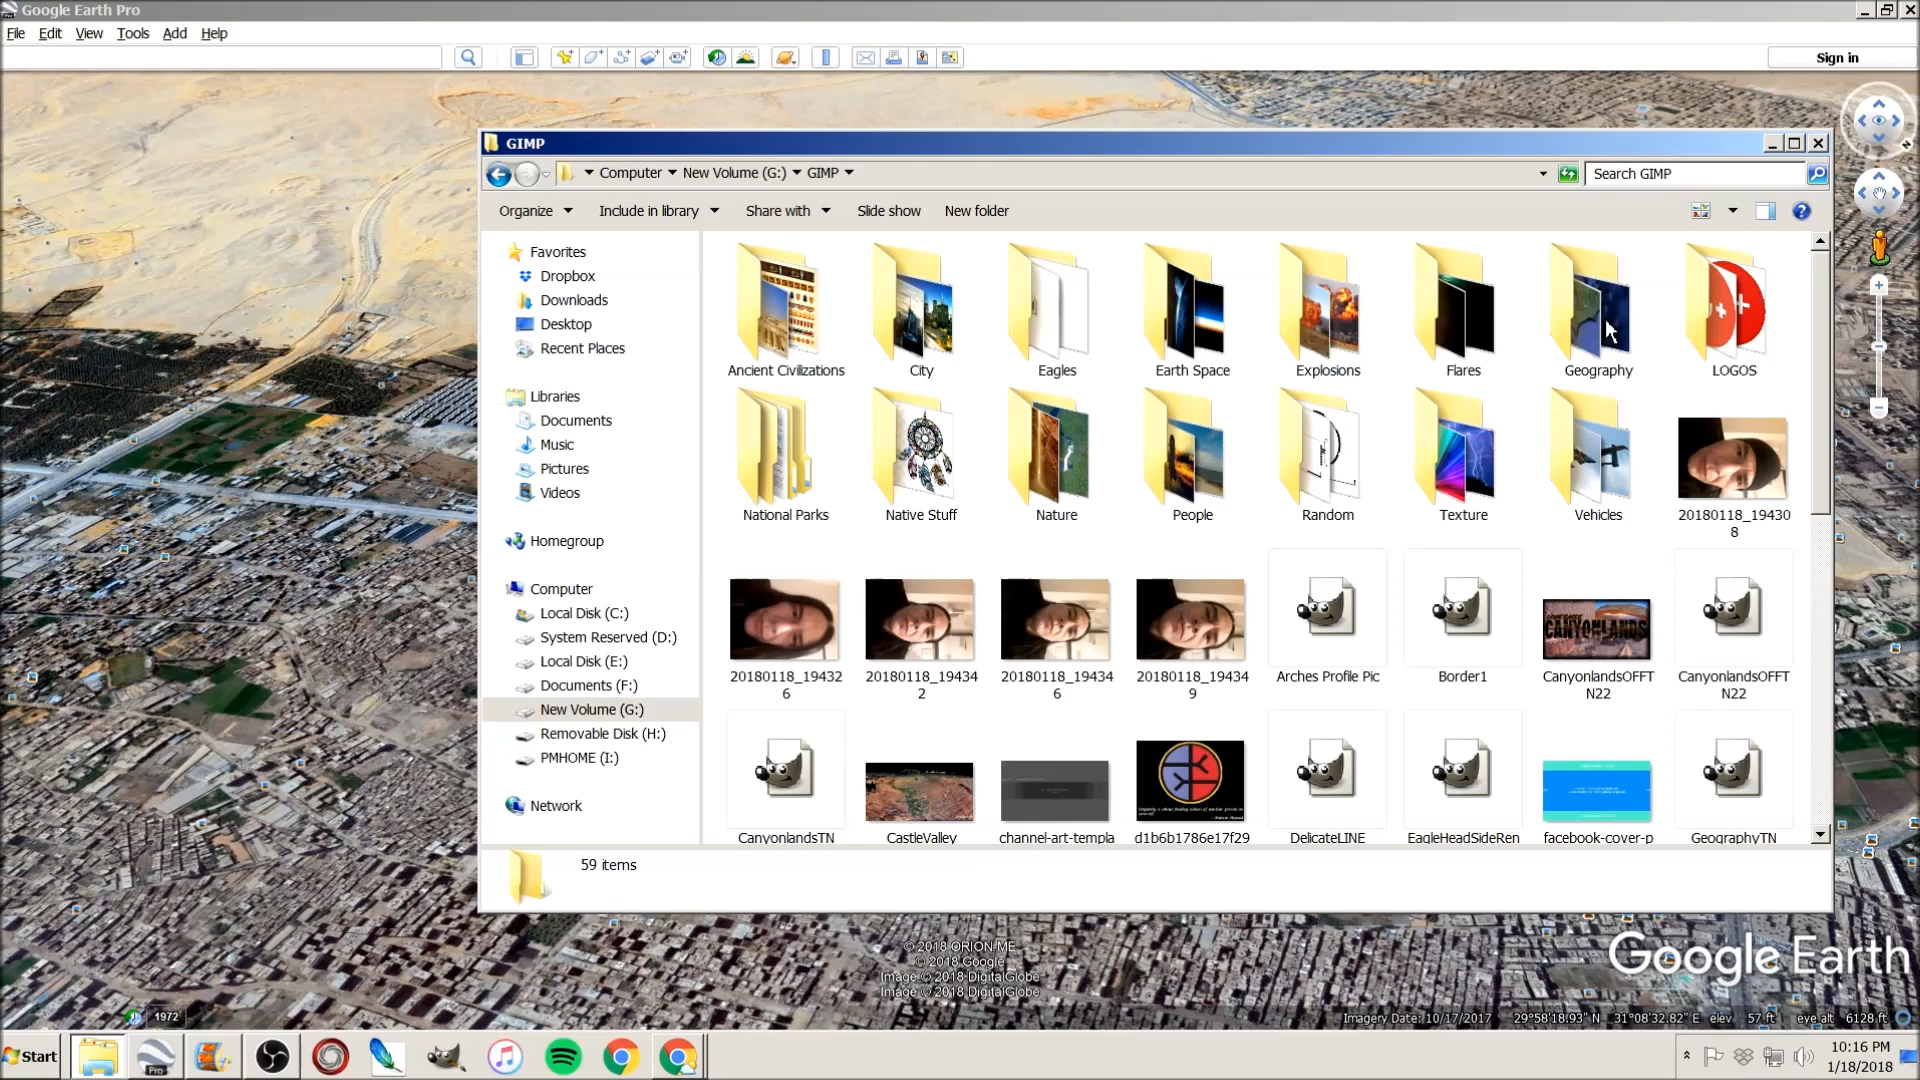 Google Earth Pro
File Edit View Tools Add Help
Sign in
GIMP
Computer New Volume (G:) GIMP
Search GIMP
Organize Include in library Share with Slide show New folder
Favorites
Dropbox
Downloads
Desktop
Recent Places
Libraries
Documents
Music
Pictures
Videos
Homegroup
Computer
Local Disk (C:)
System Reserved (D:)
Local Disk (E:)
Documents (F:)
New Volume (G:)
Removable Disk (H:)
PMHOME (I:)
Network
Ancient Civilizations City Eagles Earth Space Explosions Flares Geography LOGOS
National Parks Native Stuff Nature People Random Texture Vehicles 20180118_19430
8
CANYONLANDS
20180118_19432 20180118_19434 20180118_19434 20180118_19434 Arches Profile Pic Border1 CanyonlandsOFFT CanyonlandsOFFT
6 2 6 9 N22 N22
CanyonlandsTN CastleValley channel-art-templa d1b6b1786e17f29 DelicateLINE EagleHeadSideRen facebook-cover-p GeographyTN
59 items
© 2018 ORION-ME
© 2018 Google
Image © 2018 DigitalGlobe
Image © 2018 DigitalGlobe
Google Earth
1972
Imagery Date: 10/17/2017 29°58'18.93" N 31°08'32.82" E elev 57 ft eye alt 6128 ft
Start
Pro
10:16 PM
1/18/2018